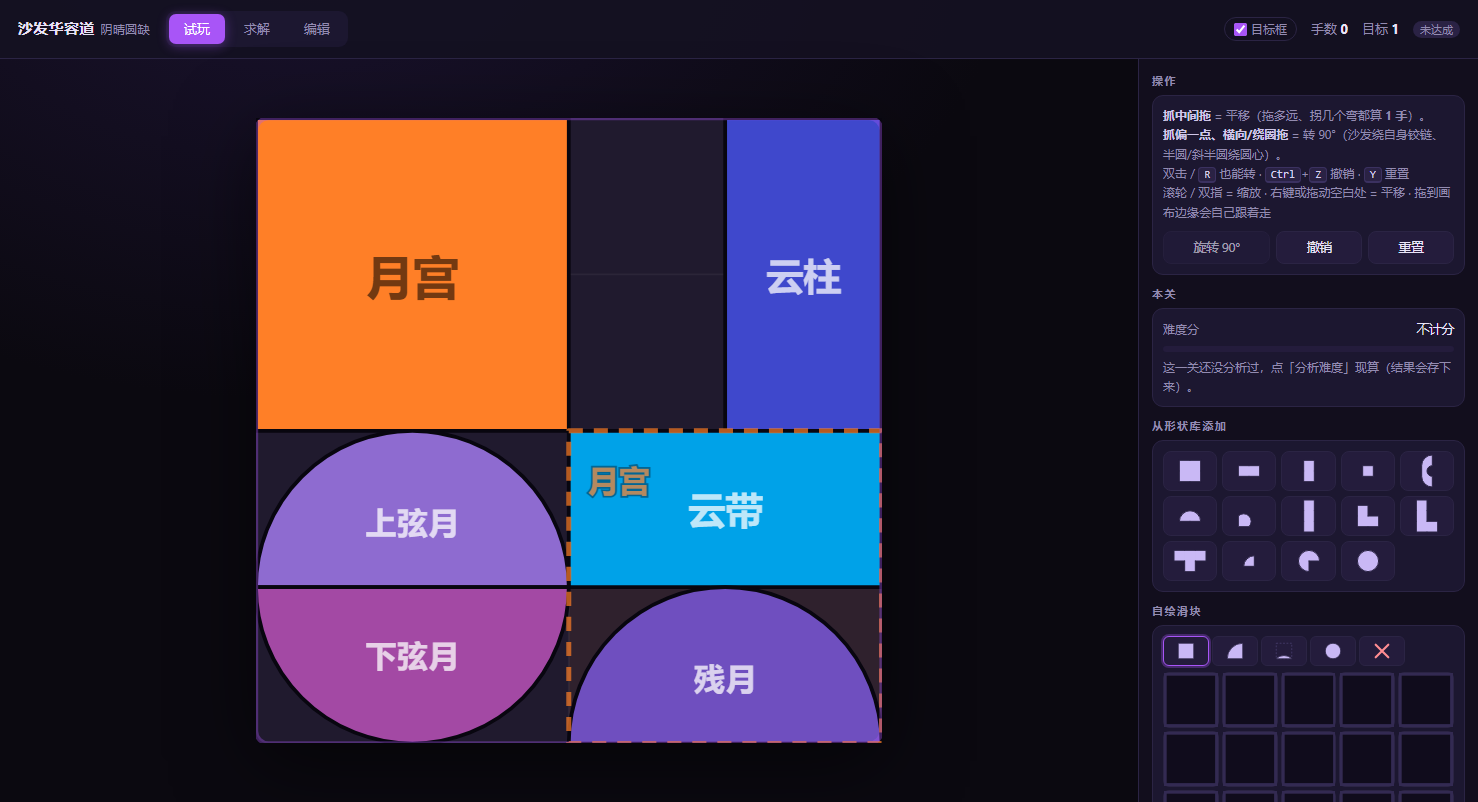 沙发华容道 阴晴圆缺 试玩 求解 编辑 目标框 手数 0 目标 1 未达成
月宫
云柱
上弦月
月宫
云带
下弦月
残月
操作
抓中间拖 = 平移（拖多远、拐几个弯都算 1 手）。
抓偏一点、横向/绕圆拖 = 转 90°（沙发绕自身铰链、
半圆/斜半圆绕圆心）。
双击 / R 也能转 · Ctrl+Z 撤销 · Y 重置
滚轮 / 双指 = 缩放 · 右键或拖动空白处 = 平移 · 拖到画
布边缘会自己跟着走
旋转 90° 撤销 重置
本关
难度分 不计分
这一关还没分析过，点「分析难度」现算（结果会存下
来）。
从形状库添加
自绘滑块